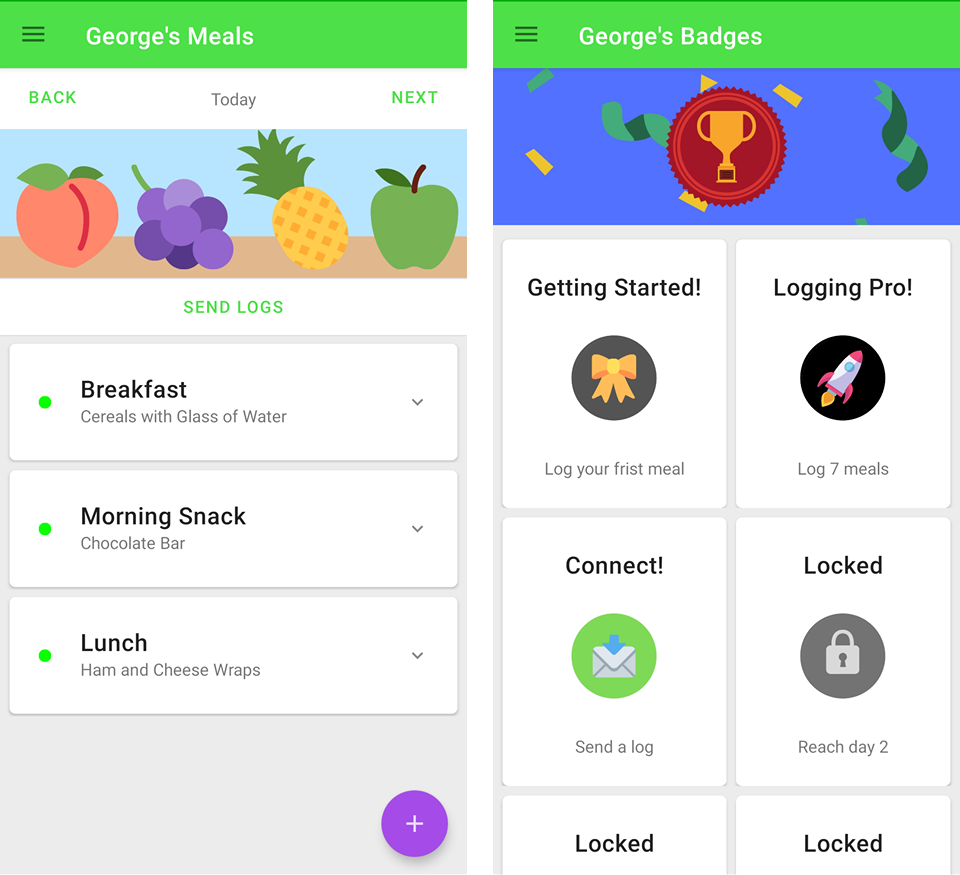 George's Meals
BACK
Today
NEXT
SEND LOGS
Breakfast
Cereals with Glass of Water
Morning Snack
Chocolate Bar
Lunch
Ham and Cheese Wraps
+
George's Badges
Getting Started!
Log your frist meal
Logging Pro!
Log 7 meals
Connect!
Send a log
Locked
Reach day 2
Locked
Locked